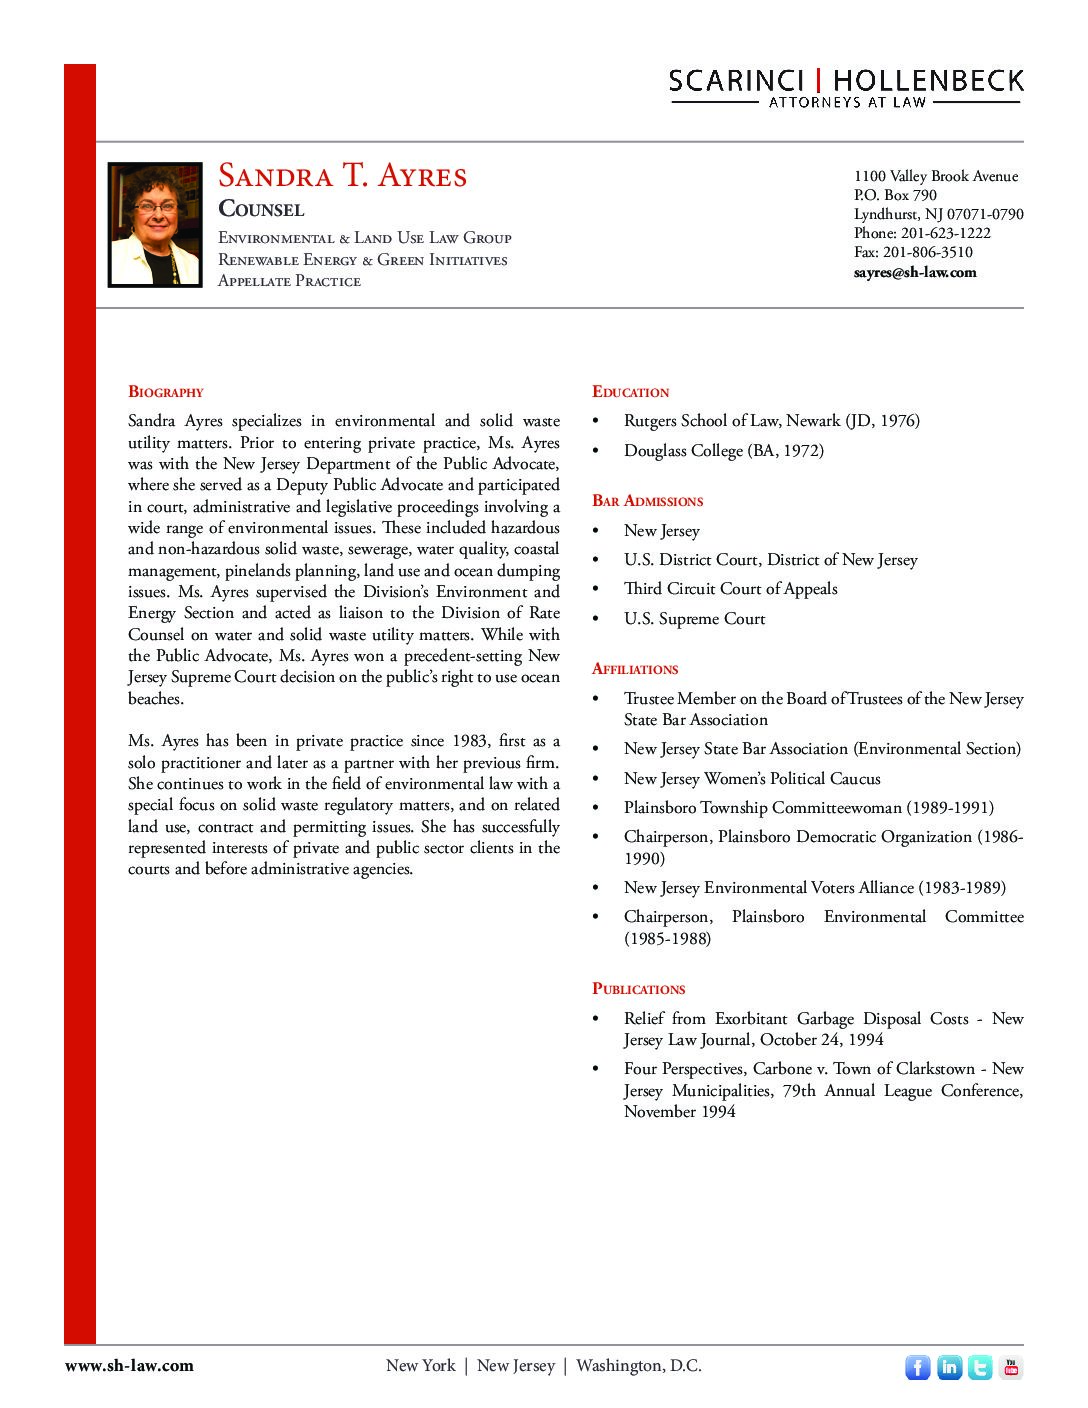 SCARINCI | HOLLENBECK
ATTORNEYS AT LAW
Sandra T. Ayres
Counsel
Environmental & Land Use Law Group
Renewable Energy & Green Initiatives
Appellate Practice
1100 Valley Brook Avenue
P.O. Box 790
Lyndhurst, NJ 07071-0790
Phone: 201-623-1222
Fax: 201-806-3510
sayres@sh-law.com
Biography
Sandra Ayres specializes in environmental and solid waste
utility matters. Prior to entering private practice, Ms. Ayres
was with the New Jersey Department of the Public Advocate,
where she served as a Deputy Public Advocate and participated
in court, administrative and legislative proceedings involving a
wide range of environmental issues. These included hazardous
and non-hazardous solid waste, sewerage, water quality, coastal
management, pinelands planning, land use and ocean dumping
issues. Ms. Ayres supervised the Division's Environment and
Energy Section and acted as liaison to the Division of Rate
Counsel on water and solid waste utility matters. While with
the Public Advocate, Ms. Ayres won a precedent-setting New
Jersey Supreme Court decision on the public's right to use ocean
beaches.
Ms. Ayres has been in private practice since 1983, first as a
solo practitioner and later as a partner with her previous firm.
She continues to work in the field of environmental law with a
special focus on solid waste regulatory matters, and on related
land use, contract and permitting issues. She has successfully
represented interests of private and public sector clients in the
courts and before administrative agencies.
Education
• Rutgers School of Law, Newark (JD, 1976)
• Douglass College (BA, 1972)
Bar Admissions
• New Jersey
• U.S. District Court, District of New Jersey
• Third Circuit Court of Appeals
• U.S. Supreme Court
Affiliations
• Trustee Member on the Board of Trustees of the New Jersey
State Bar Association
• New Jersey State Bar Association (Environmental Section)
• New Jersey Women's Political Caucus
• Plainsboro Township Committeewoman (1989-1991)
• Chairperson, Plainsboro Democratic Organization (1986-
1990)
• New Jersey Environmental Voters Alliance (1983-1989)
• Chairperson, Plainsboro Environmental Committee
(1985-1988)
Publications
• Relief from Exorbitant Garbage Disposal Costs - New
Jersey Law Journal, October 24, 1994
• Four Perspectives, Carbone v. Town of Clarkstown - New
Jersey Municipalities, 79th Annual League Conference,
November 1994
www.sh-law.com
New York | New Jersey | Washington, D.C.
f in t You Tube